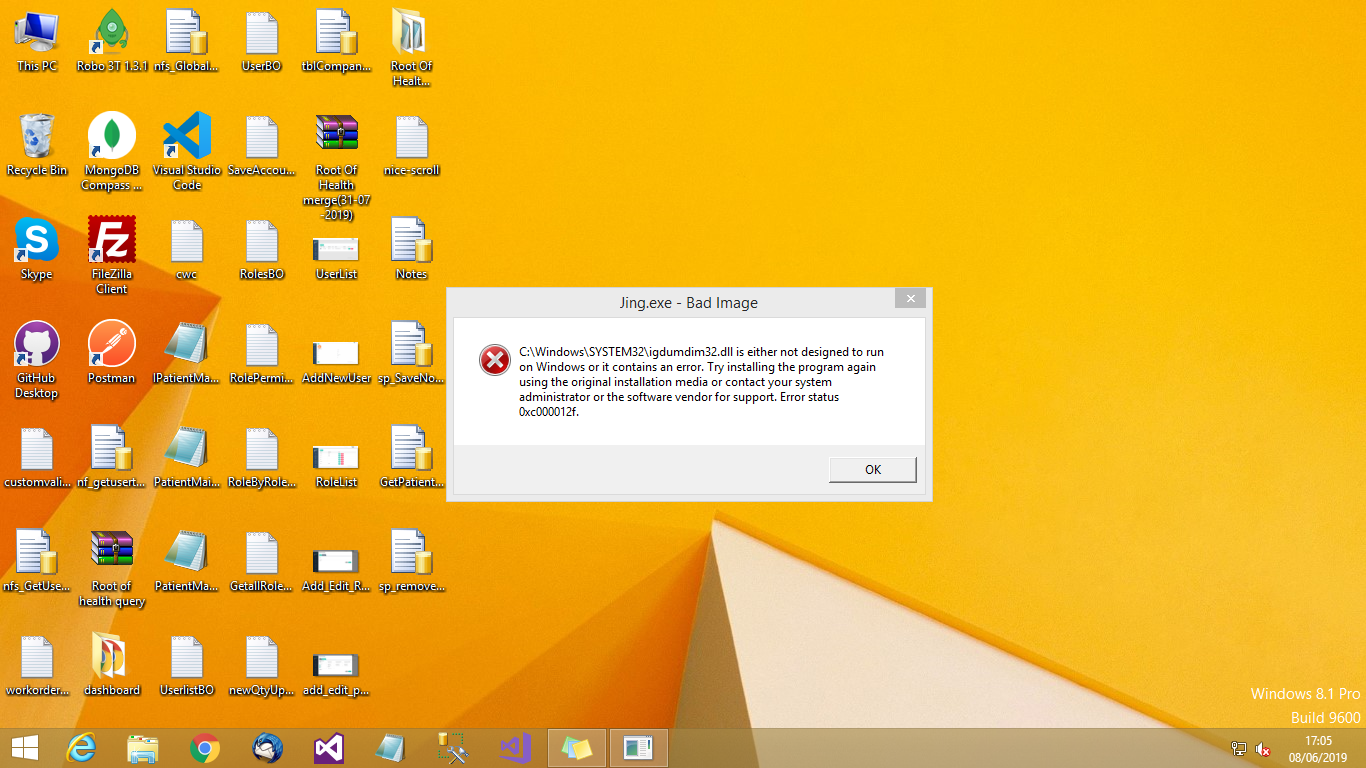 This PC
Robo 3T 1.3.1
nfs_Global...
UserBO
tblCompan...
Root Of
Healt...
Recycle Bin
MongoDB
Compass ...
Visual Studio
Code
SaveAccou...
Root Of
Health
merge(31-07
-2019)
nice-scroll
Skype
FileZilla
Client
cwc
RolesBO
UserList
Notes
GitHub
Desktop
Postman
IPatientMa...
RolePermi...
AddNewUser
sp_SaveNo...
customvali...
nf_getusert...
PatientMai...
RoleByRole...
RoleList
GetPatient...
nfs_GetUse...
Root of
health query
PatientMa...
GetallRole...
Add_Edit_R...
sp_remove...
workorder...
dashboard
UserlistBO
newQtyUp...
add_edit_p...
Jing.exe - Bad Image
C:\Windows\SYSTEM32\igdumdim32.dll is either not designed to run
on Windows or it contains an error. Try installing the program again
using the original installation media or contact your system
administrator or the software vendor for support. Error status
0xc000012f.
OK
Windows 8.1 Pro
Build 9600
17:05
08/06/2019